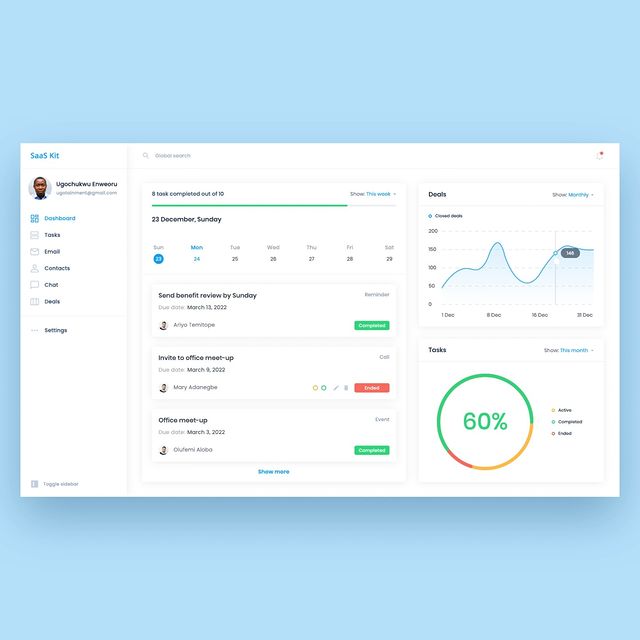 SaaS Kit
Global search
Ugochukwu Enweoru
ugotainment@gmail.com
Dashboard
Tasks
Email
Contacts
Chat
Deals
Settings
Toggle sidebar
8 task completed out of 10
Show: This week
23 December, Sunday
Sun Mon Tue Wed Thu Fri Sat
23 24 25 26 27 28 29
Send benefit review by Sunday Reminder
Due date: March 13, 2022
Ariyo Temitope Completed
Invite to office meet-up Call
Due date: March 9, 2022
Mary Adanegbe Ended
Office meet-up Event
Due date: March 3, 2022
Olufemi Aloba Completed
Show more
Deals Show: Monthly
Closed deals
200
150
100
50
0
148
1 Dec 8 Dec 16 Dec 31 Dec
Tasks Show: This month
60%
Active
Completed
Ended